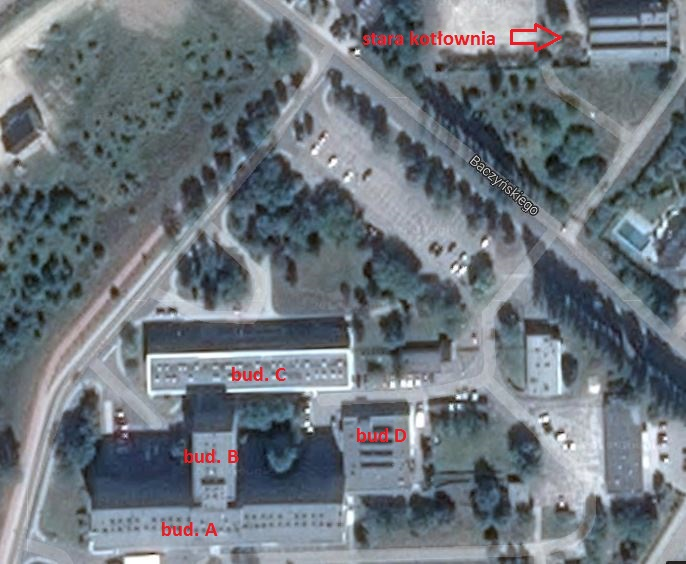 stara kotłownia
Baczyńskiego
bud. C
bud D
bud. B
bud. A